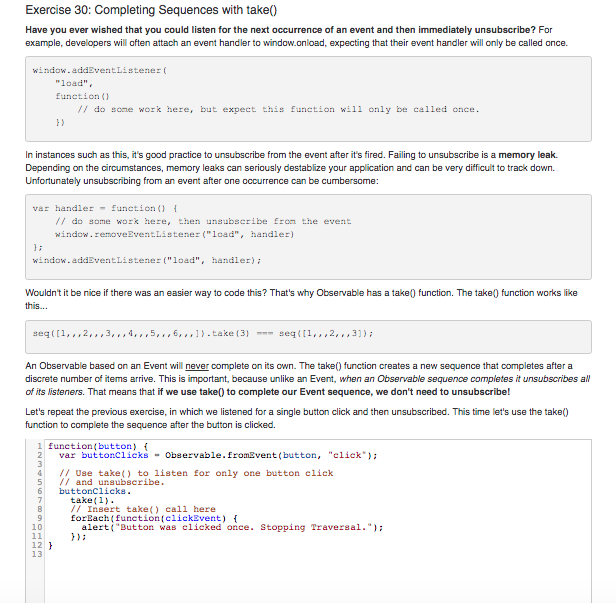 Exercise 30: Completing Sequences with take()
Have you ever wished that you could listen for the next occurrence of an event and then immediately unsubscribe? For
example, developers will often attach an event handler to window.onload, expecting that their event handler will only be called once.
window.addEventListener(
"load",
function()
// do some work here, but expect this function will only be called once.
})
In instances such as this, it's good practice to unsubscribe from the event after it's fired. Failing to unsubscribe is a memory leak.
Depending on the circumstances, memory leaks can seriously destablize your application and can be very difficult to track down.
Unfortunately unsubscribing from an event after one occurrence can be cumbersome:
var handler = function() {
// do some work here, then unsubscribe from the event
window.removeEventListener("load", handler)
};
window.addEventListener("load", handler);
Wouldn't it be nice if there was an easier way to code this? That's why Observable has a take() function. The take() function works like
this...
seq([1,,,2,,,3,,,4,,,5,,,6,,,]).take(3) === seq([1,,,2,,,3]);
An Observable based on an Event will never complete on its own. The take() function creates a new sequence that completes after a
discrete number of items arrive. This is important, because unlike an Event, when an Observable sequence completes it unsubscribes all
of its listeners. That means that if we use take() to complete our Event sequence, we don't need to unsubscribe!
Let's repeat the previous exercise, in which we listened for a single button click and then unsubscribed. This time let's use the take()
function to complete the sequence after the button is clicked.
1 function(button) {
2 var buttonClicks = Observable.fromEvent(button, "click");
3
4 // Use take() to listen for only one button click
5 // and unsubscribe.
6 buttonClicks.
7 take(1).
8 // Insert take() call here
9 forEach(function(clickEvent) {
10 alert("Button was clicked once. Stopping Traversal.");
11 });
12 }
13